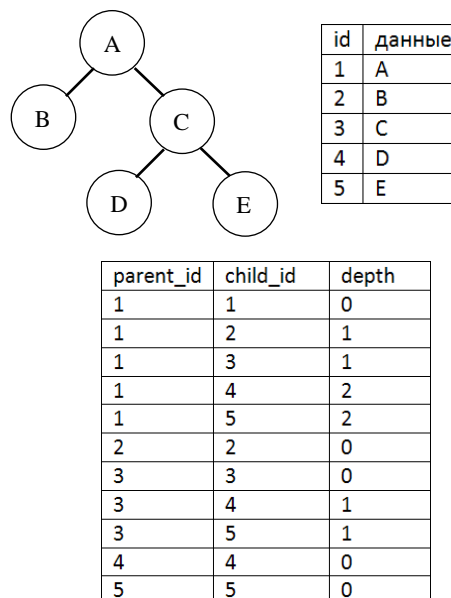 A
B
C
D
E
id данные
1 A
2 B
3 C
4 D
5 E
parent_id child_id depth
1 1 0
1 2 1
1 3 1
1 4 2
1 5 2
2 2 0
3 3 0
3 4 1
3 5 1
4 4 0
5 5 0